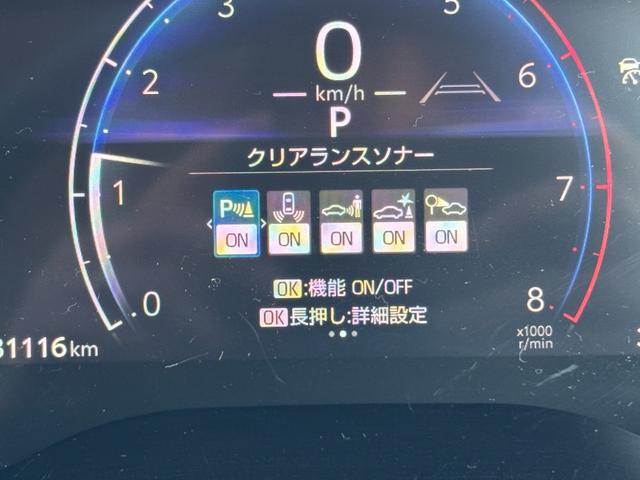 3 5
0
2 6
km/h
P
クリアランスソナー
1 7
P
ON ON ON ON ON
OK:機能 ON/OFF
0 8
OK長押し:詳細設定
x1000
r/min
1116 km